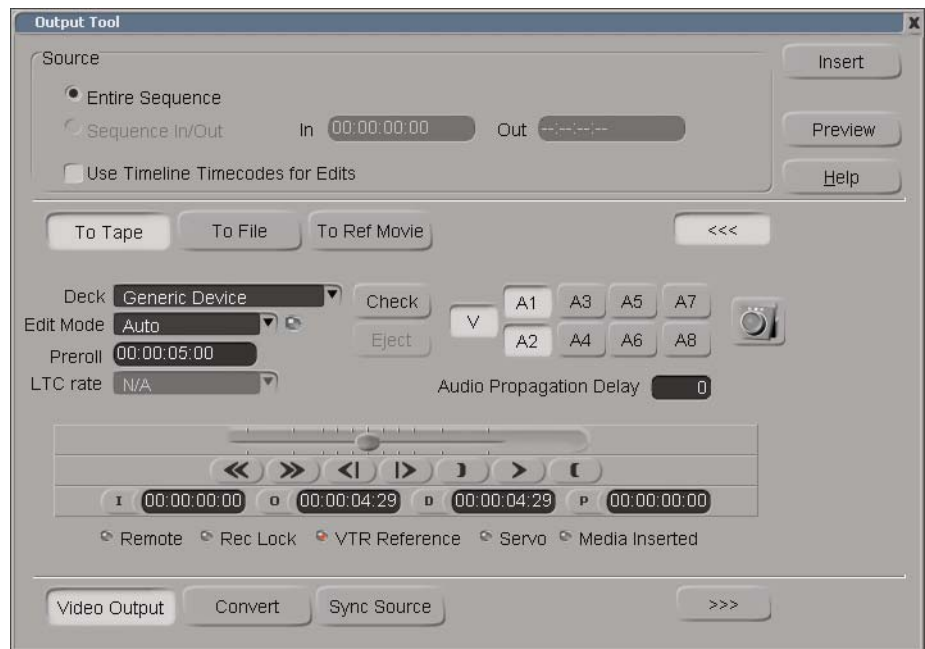 Output Tool
Source
Insert
Entire Sequence
Sequence In/Out In 00:00:00:00 Out --:--:--:--
Preview
Use Timeline Timecodes for Edits
Help
To Tape To File To Ref Movie <<<
Deck Generic Device Check A1 A3 A5 A7
Edit Mode Auto V
Eject A2 A4 A6 A8
Preroll 00:00:05:00
LTC rate N/A Audio Propagation Delay 0
I 00:00:00:00 O 00:00:04:29 D 00:00:04:29 P 00:00:00:00
Remote Rec Lock VTR Reference Servo Media Inserted
Video Output Convert Sync Source >>>